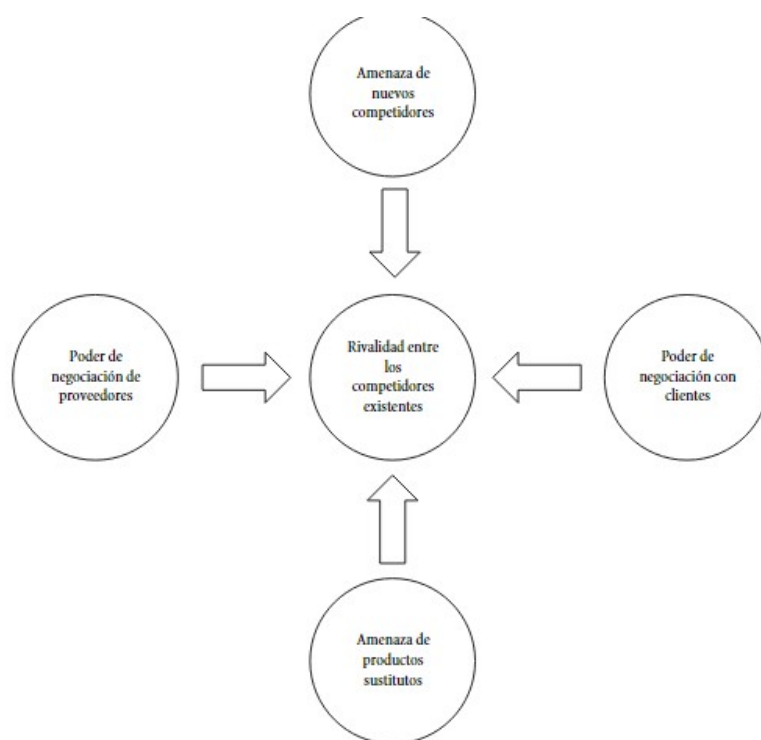 Amenaza de
nuevos
competidores
Poder de
negociación de
proveedores
Rivalidad entre
los
competidores
existentes
Poder de
negociación con
clientes
Amenaza de
productos
sustitutos